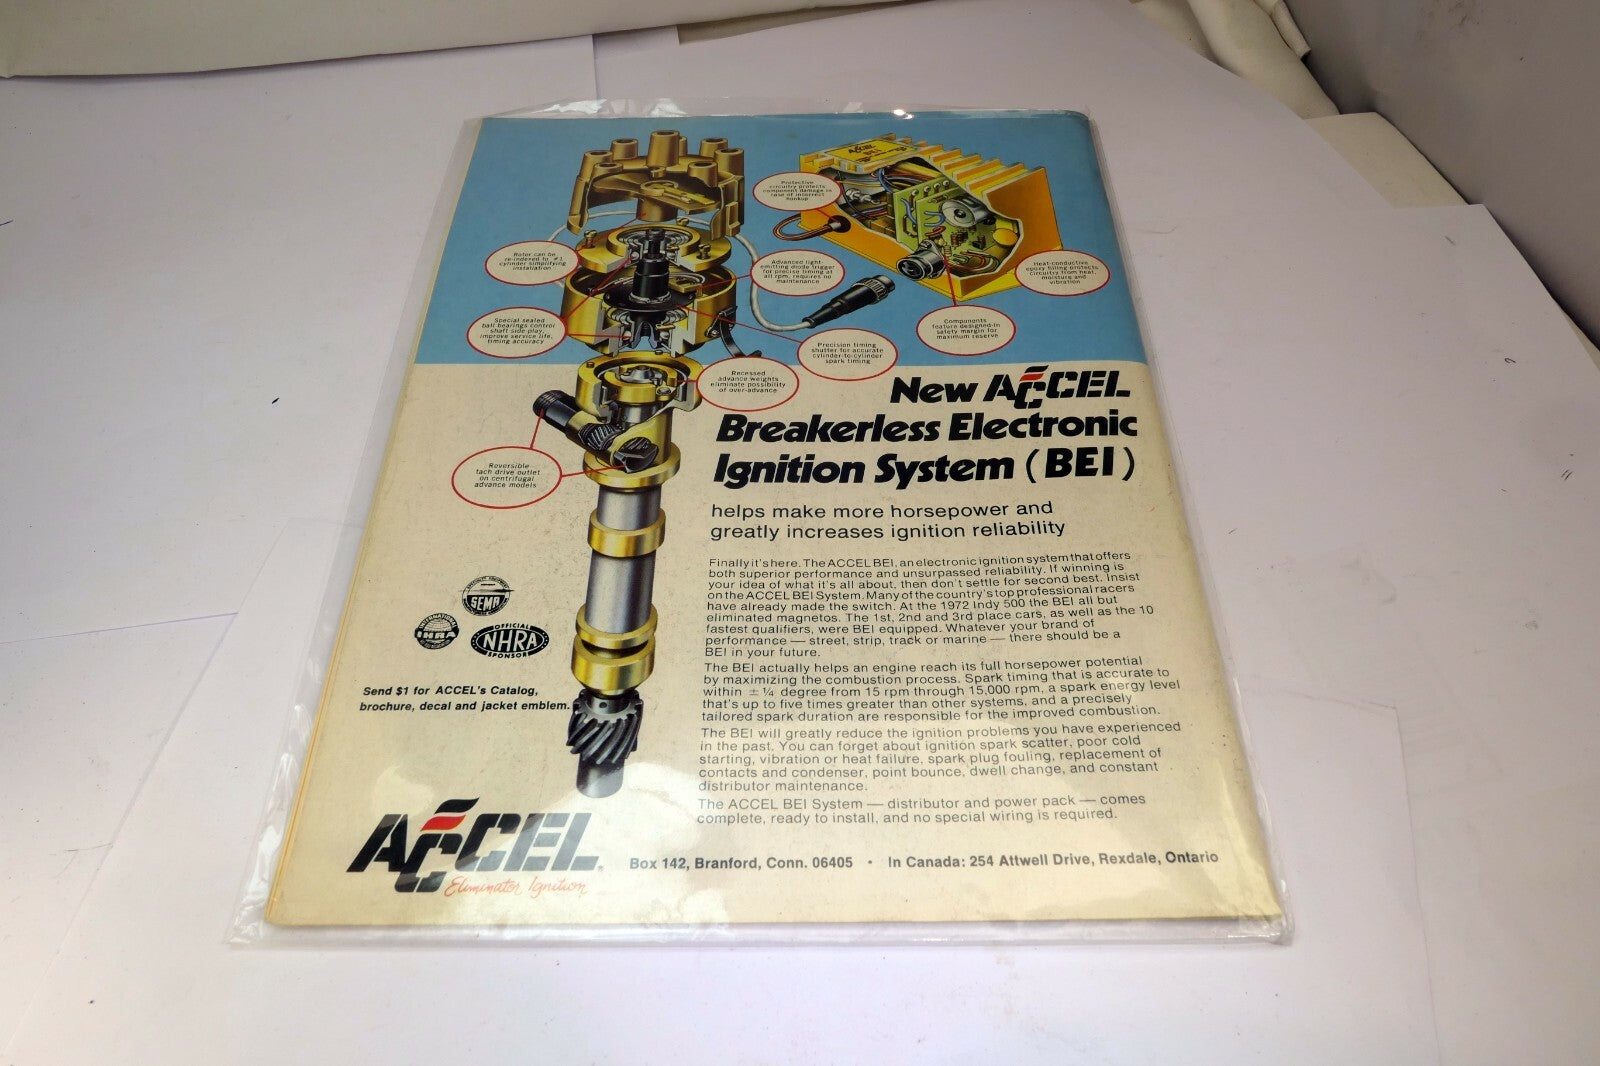 ACCEL
BEI
Protective
circuitry protects
component damage in
case of incorrect
hookup
Rotor can be
re-indexed to #1
cylinder simplifying
installation
Advanced light-
emitting diode trigger
for precise timing at
all rpm, requires no
maintenance
Heat-conductive
epoxy filling protects
circuitry from heat,
moisture and
vibration
Special sealed
ball bearings control
shaft side play,
improve service life,
timing accuracy
Components
feature designed-in
safety margin for
maximum reserve
Precision timing
shutter for accurate
cylinder-to-cylinder
spark timing
Recessed
advance weights
eliminate possibility
of over-advance
Reversible
tach drive outlet
on centrifugal
advance models
New ACCEL
Breakerless Electronic
Ignition System (BEI)
helps make more horsepower and
greatly increases ignition reliability
Finally it's here. The ACCEL BEI, an electronic ignition system that offers
both superior performance and unsurpassed reliability. If winning is
your idea of what it's all about, then don't settle for second best. Insist
on the ACCEL BEI System. Many of the country's top professional racers
have already made the switch. At the 1972 Indy 500 the BEI all but
eliminated magnetos. The 1st, 2nd and 3rd place cars, as well as the 10
fastest qualifiers, were BEI equipped. Whatever your brand of
performance — street, strip, track or marine — there should be a
BEI in your future.
The BEI actually helps an engine reach its full horsepower potential
by maximizing the combustion process. Spark timing that is accurate to
within ± ¼ degree from 15 rpm through 15,000 rpm, a spark energy level
that's up to five times greater than other systems, and a precisely
tailored spark duration are responsible for the improved combustion.
The BEI will greatly reduce the ignition problems you have experienced
in the past. You can forget about ignition spark scatter, poor cold
starting, vibration or heat failure, spark plug fouling, replacement of
contacts and condenser, point bounce, dwell change, and constant
distributor maintenance.
The ACCEL BEI System — distributor and power pack — comes
complete, ready to install, and no special wiring is required.
SEMA
INTERNATIONAL
IHRA
OFFICIAL
NHRA
SPONSOR
Send $1 for ACCEL's Catalog,
brochure, decal and jacket emblem.
ACCEL
Eliminator Ignition
Box 142, Branford, Conn. 06405 • In Canada: 254 Attwell Drive, Rexdale, Ontario